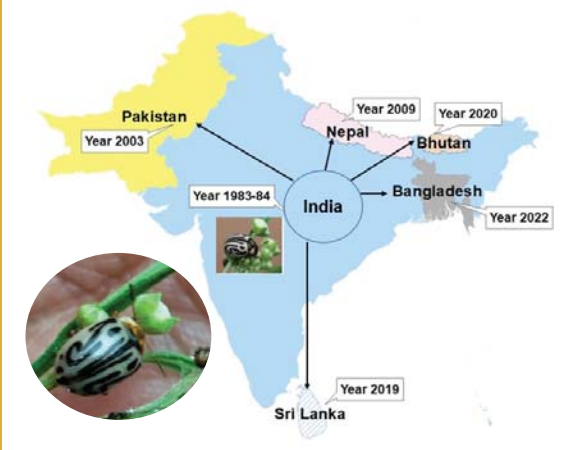 Pakistan
Year 2003
Year 2009
Nepal
Year 2020
Bhutan
Year 1983-84
India
Bangladesh
Year 2022
Year 2019
Sri Lanka